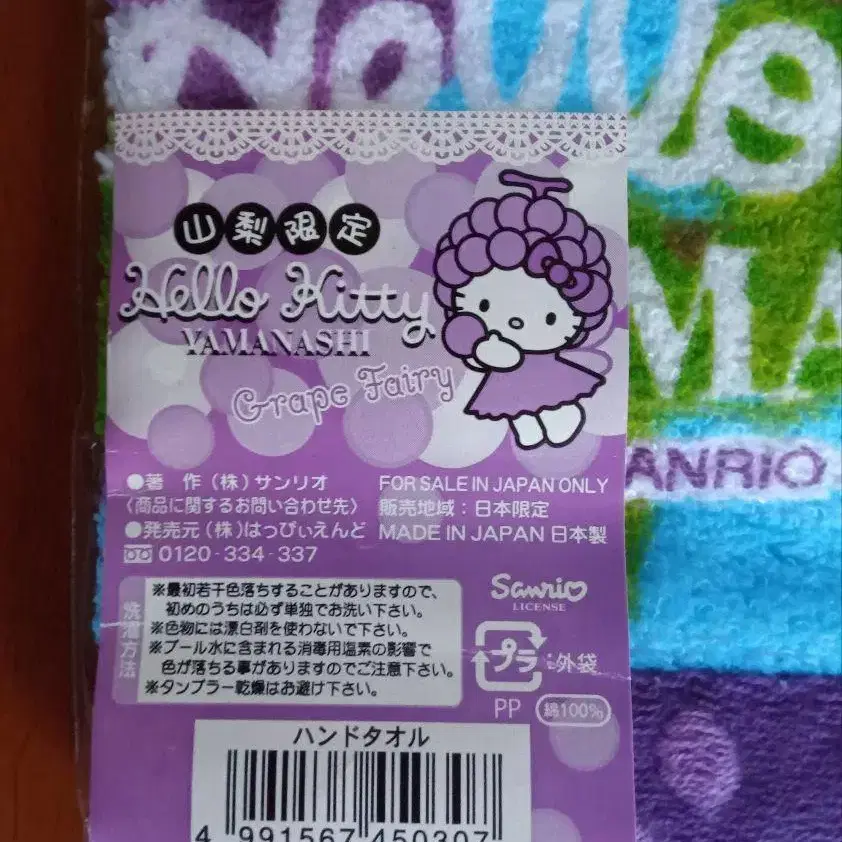 Hello
山梨限定
Hello Kitty
YAMANASHI
Grape Fairy
MA
ANRIO
●著 作(株)サンリオ
〈商品に関するお問い合わせ先〉
●発売元(株)はっぴぃえんど
0120-334-337
FOR SALE IN JAPAN ONLY
販売地域:日本限定
MADE IN JAPAN 日本製
洗濯方法
※最初若干色落ちすることがありますので、
初めのうちは必ず単独でお洗い下さい。
※色物には漂白剤を使わないで下さい。
※プール水に含まれる消毒用塩素の影響で
色が落ちる事がありますのでご注意下さい。
※タンブラー乾燥はお避け下さい。
Sanrio
LICENSE
プラ :外袋
PP 綿100%
ハンドタオル
4 991567 450307